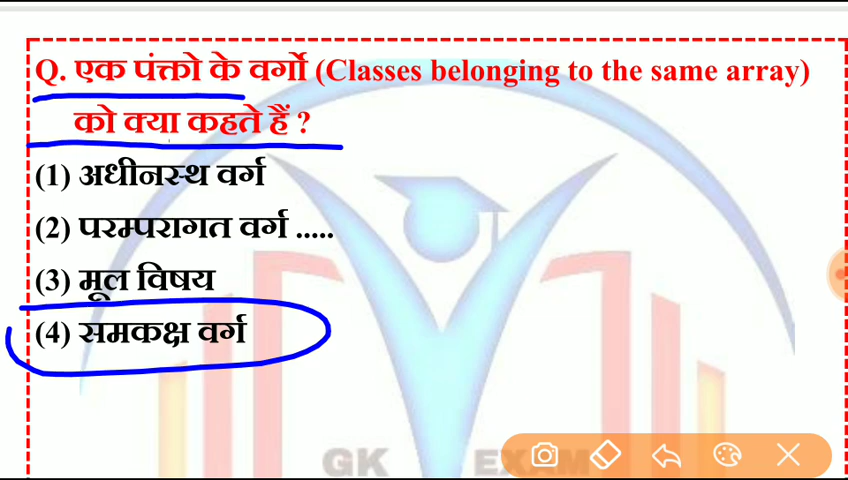 Q. एक पंक्तो के वर्गो (Classes belonging to the same array)
को क्या कहते हैं ?
(1) अधीनस्थ वर्ग
(2) परम्परागत वर्ग .....
(3) मूल विषय
(4) समकक्ष वर्ग
GK EXAM